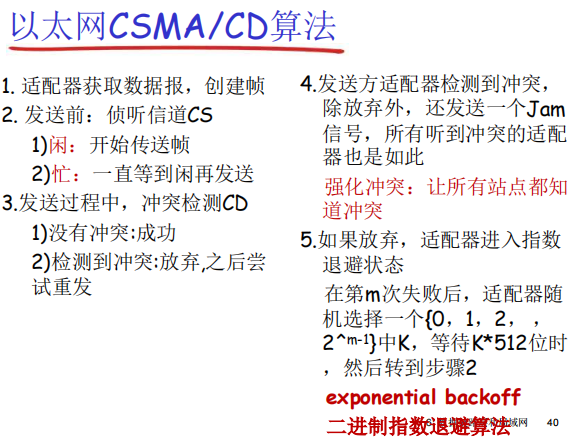 以太网CSMA/CD算法
1. 适配器获取数据报，创建帧
2. 发送前：侦听信道CS
1)闲：开始传送帧
2)忙：一直等到闲再发送
3.发送过程中，冲突检测CD
1)没有冲突:成功
2)检测到冲突:放弃,之后尝
试重发
4.发送方适配器检测到冲突，
除放弃外，还发送一个Jam
信号，所有听到冲突的适配
器也是如此
强化冲突：让所有站点都知
道冲突
5.如果放弃，适配器进入指数
退避状态
在第m次失败后，适配器随
机选择一个{0，1，2，，
2^m-1}中K，等待K*512位时
，然后转到步骤2
exponential backoff
二进制指数退避算法
域网
40